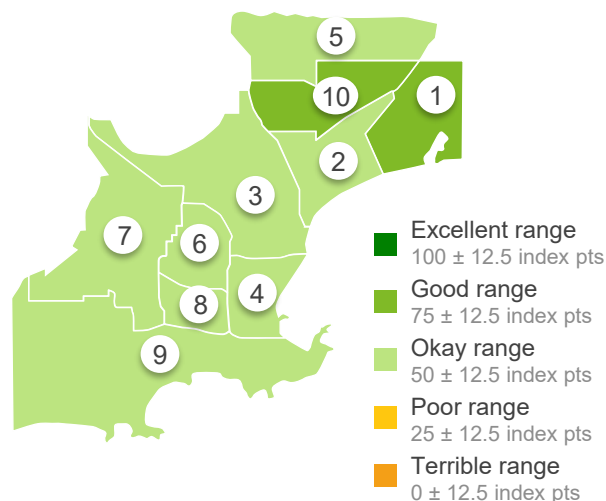 5
10
1
2
3
7
6
4
8
9
Excellent range
100 ± 12.5 index pts
Good range
75 ± 12.5 index pts
Okay range
50 ± 12.5 index pts
Poor range
25 ± 12.5 index pts
Terrible range
0 ± 12.5 index pts